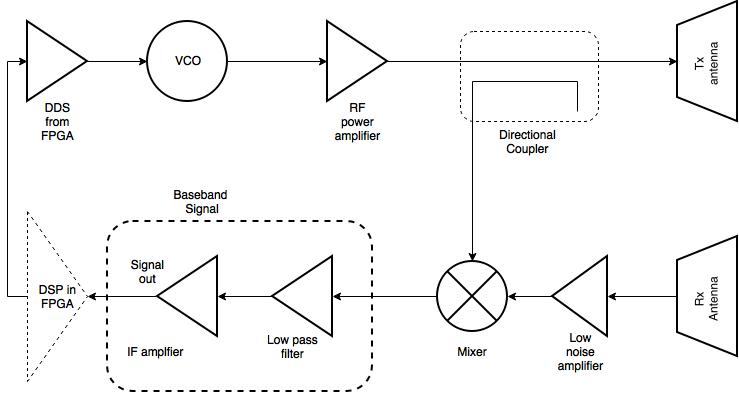 DDS
from
FPGA
VCO
RF
power
amplifier
Directional
Coupler
Tx
antenna
Baseband
Signal
DSP in
FPGA
Signal
out
IF amplfier
Low pass
filter
Mixer
Low
noise
amplifier
Rx
Antenna